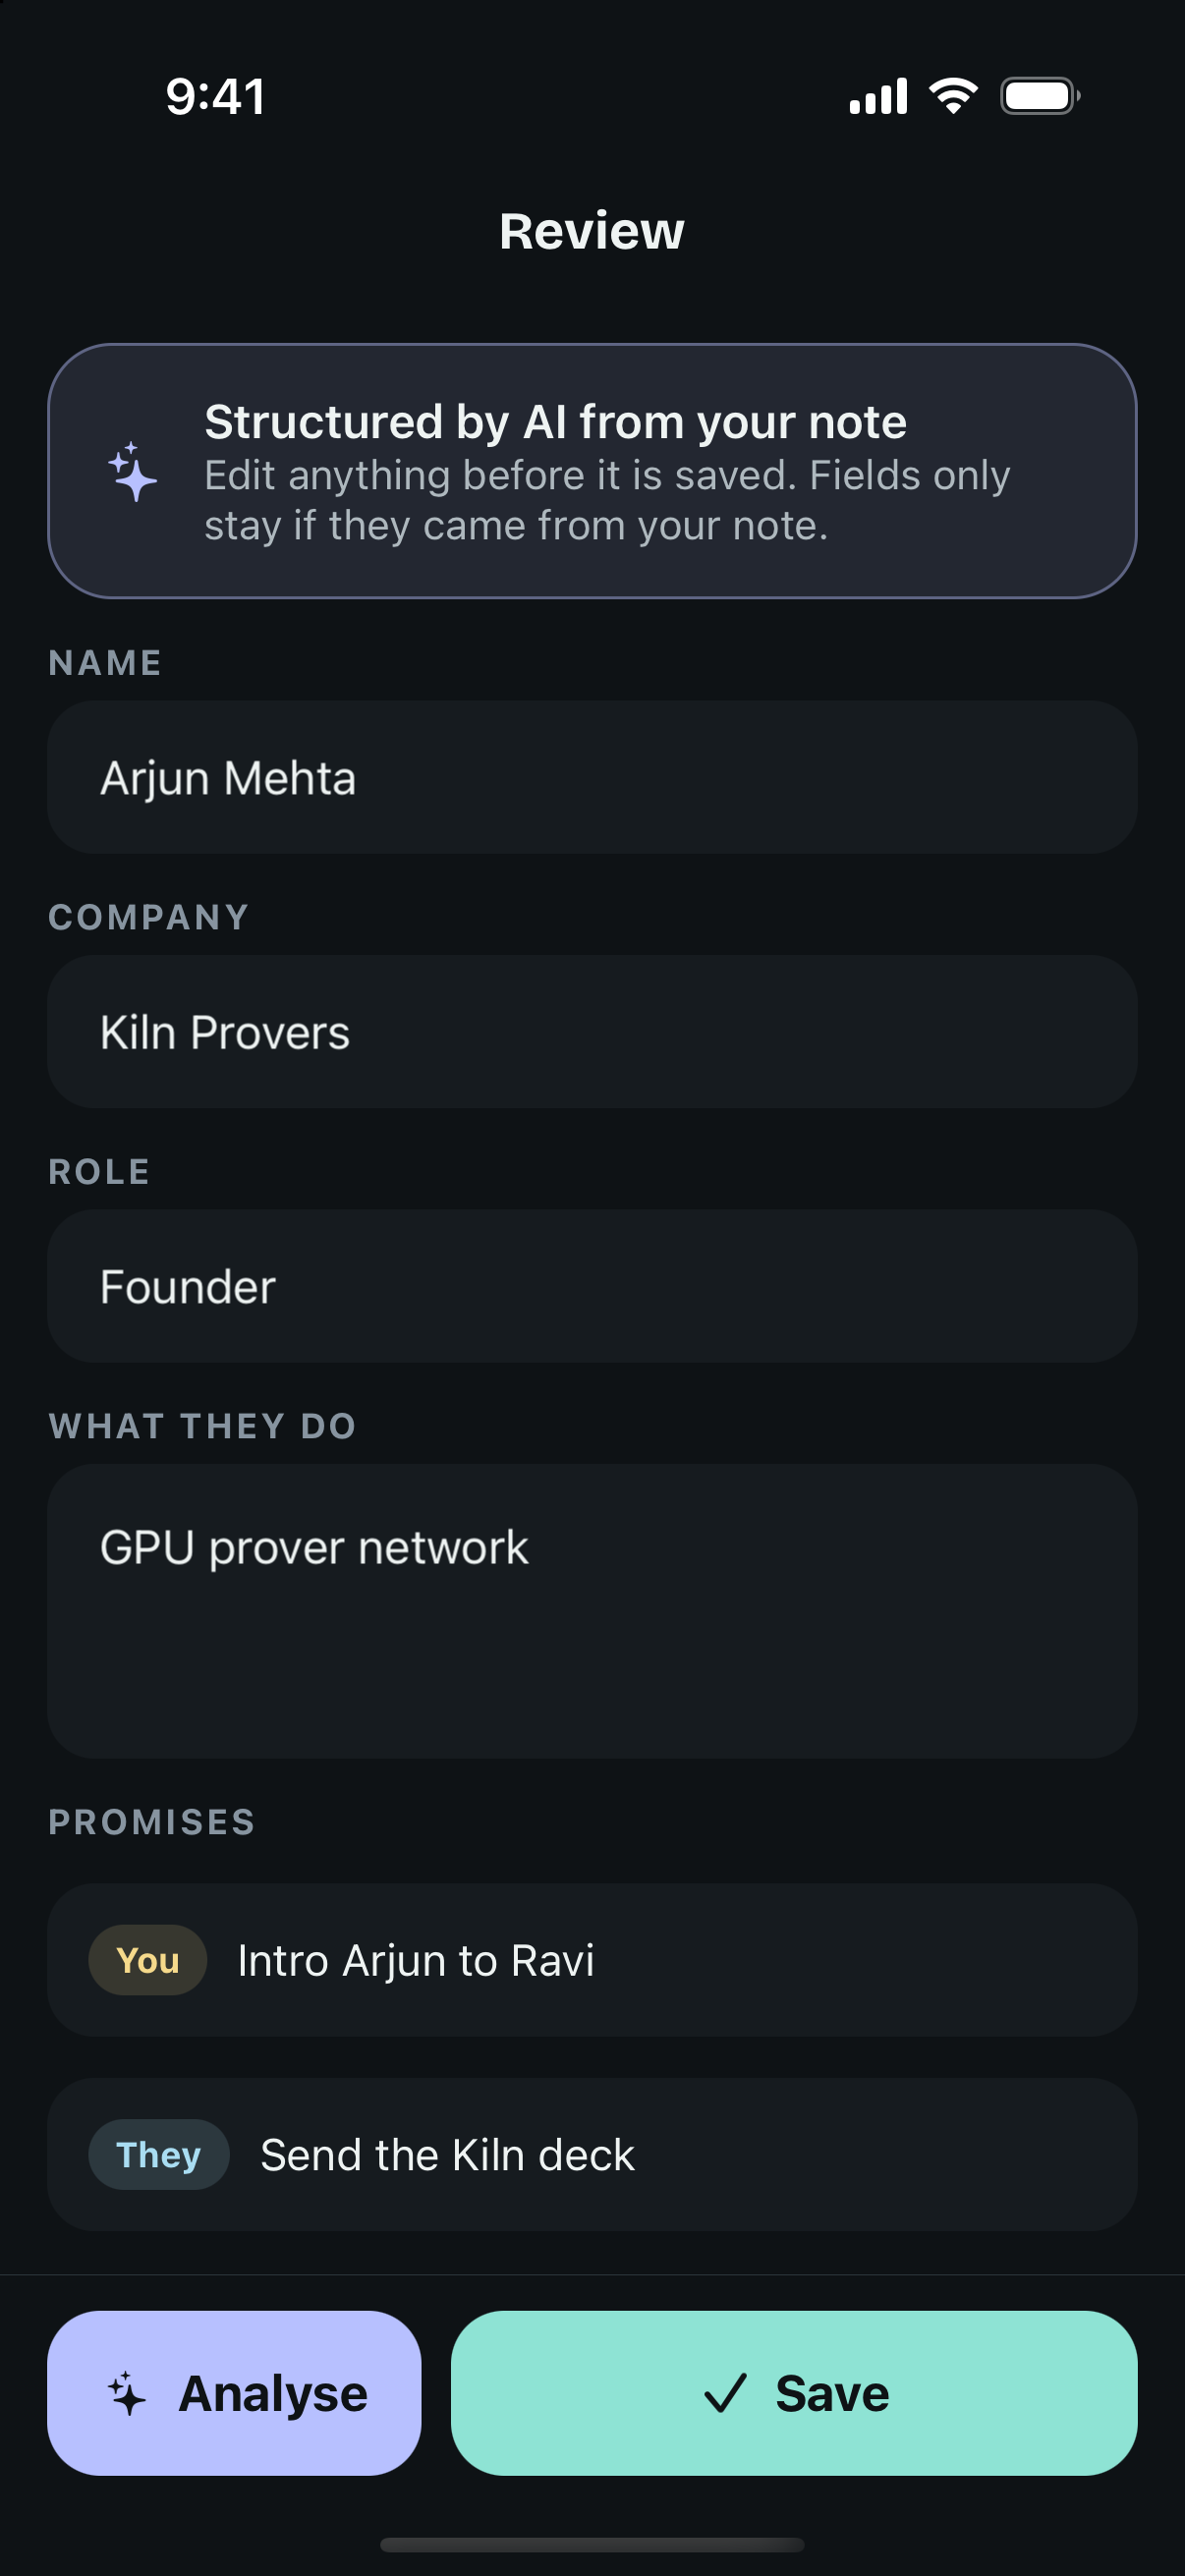 9:41
Review
Structured by AI from your note
Edit anything before it is saved. Fields only
stay if they came from your note.
NAME
Arjun Mehta
COMPANY
Kiln Provers
ROLE
Founder
WHAT THEY DO
GPU prover network
PROMISES
You Intro Arjun to Ravi
They Send the Kiln deck
Analyse Save